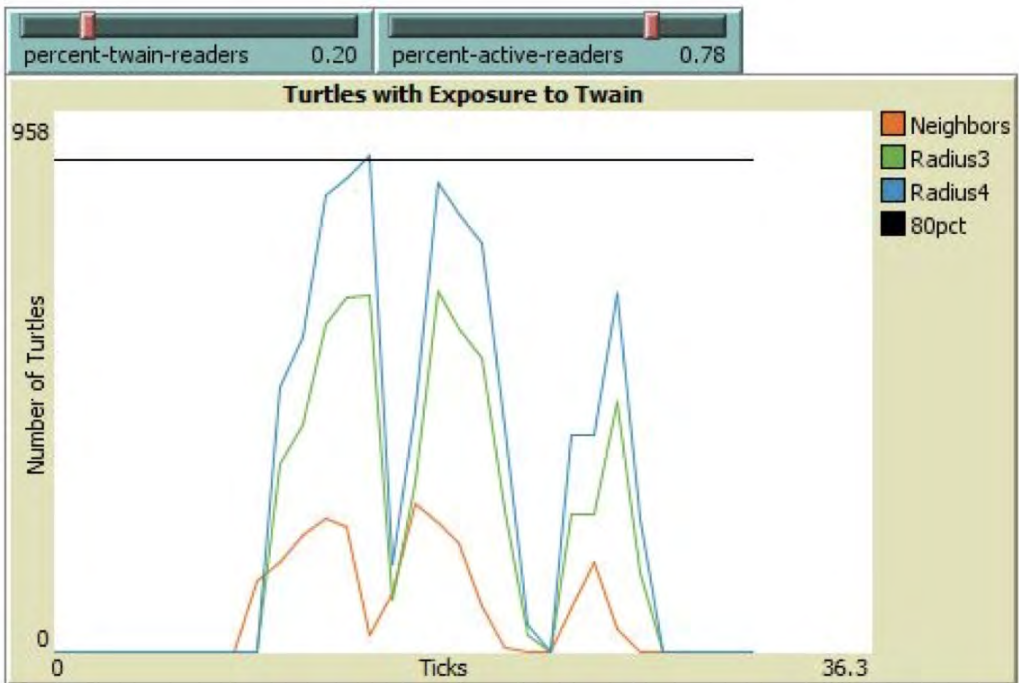 percent-twain-readers 0.20
percent-active-readers 0.78
Turtles with Exposure to Twain
958
Number of Turtles
0
0
Ticks
36.3
Neighbors
Radius3
Radius4
80pct